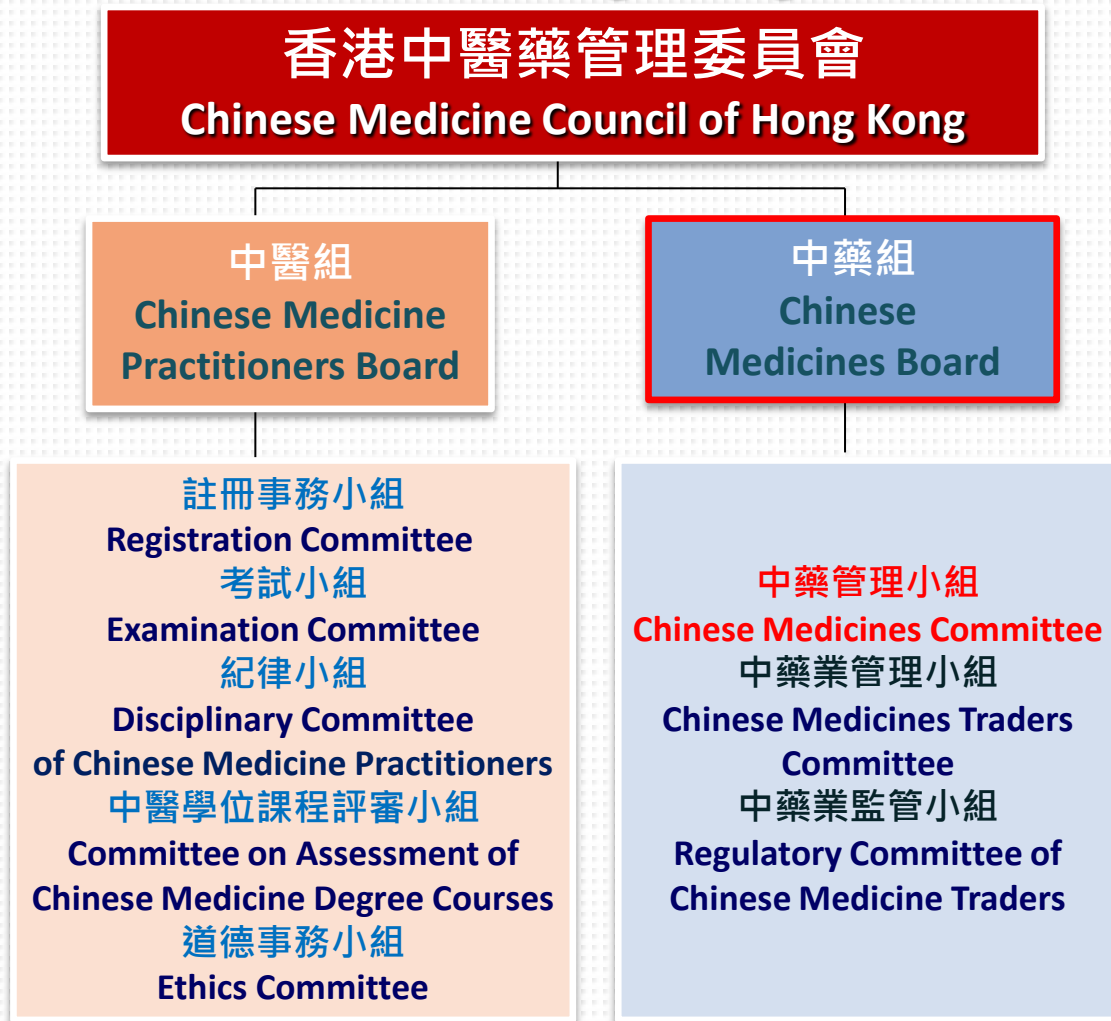 香港中醫藥管理委員會
Chinese Medicine Council of Hong Kong
中醫組
Chinese Medicine
Practitioners Board
中藥組
Chinese
Medicines Board
註冊事務小組
Registration Committee
考試小組
Examination Committee
紀律小組
Disciplinary Committee
of Chinese Medicine Practitioners
中醫學位課程評審小組
Committee on Assessment of
Chinese Medicine Degree Courses
道德事務小組
Ethics Committee
中藥管理小組
Chinese Medicines Committee
中藥業管理小組
Chinese Medicines Traders
Committee
中藥業監管小組
Regulatory Committee of
Chinese Medicine Traders